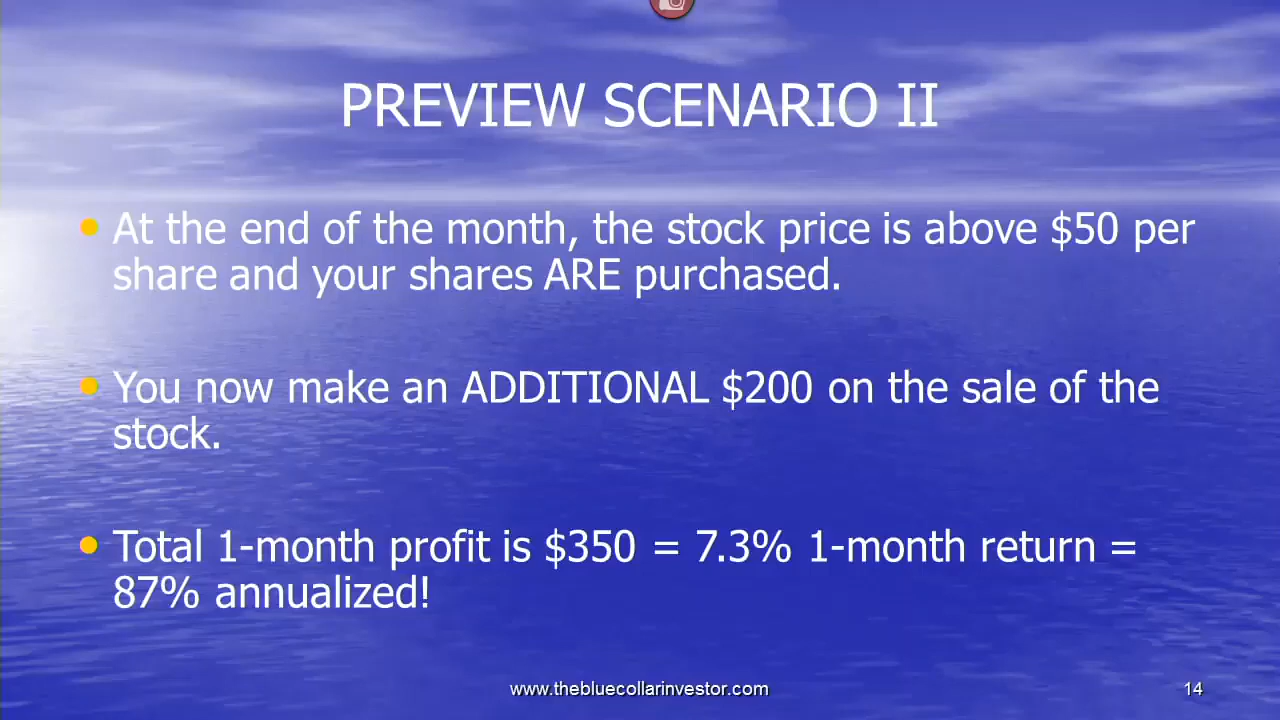 PREVIEW SCENARIO II
At the end of the month, the stock price is above $50 per
share and your shares ARE purchased.
You now make an ADDITIONAL $200 on the sale of the
stock.
Total 1-month profit is $350 = 7.3% 1-month return =
87% annualized!
www.thebluecollarinvestor.com
14